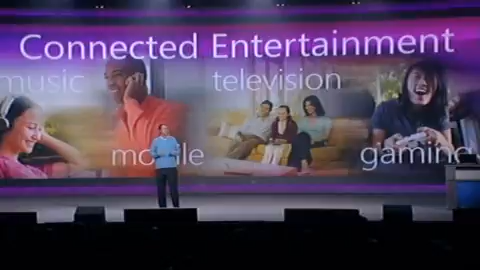 Connected Entertainment
music
television
mobile
gaming